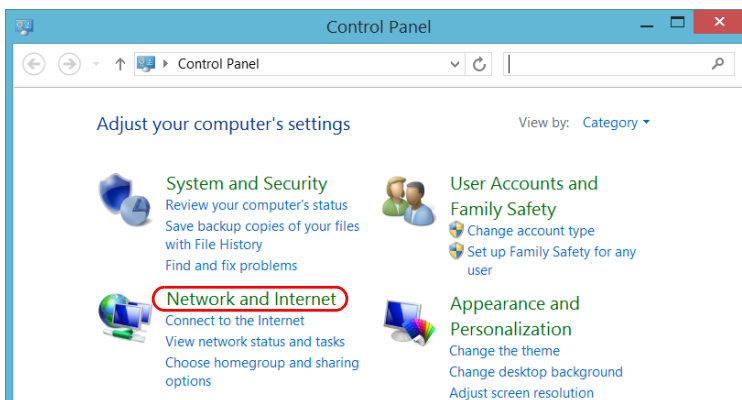 Control Panel
Control Panel
Adjust your computer's settings
View by: Category
System and Security
Review your computer's status
Save backup copies of your files
with File History
Find and fix problems
Network and Internet
Connect to the Internet
View network status and tasks
Choose homegroup and sharing
options
User Accounts and
Family Safety
Change account type
Set up Family Safety for any
user
Appearance and
Personalization
Change the theme
Change desktop background
Adjust screen resolution